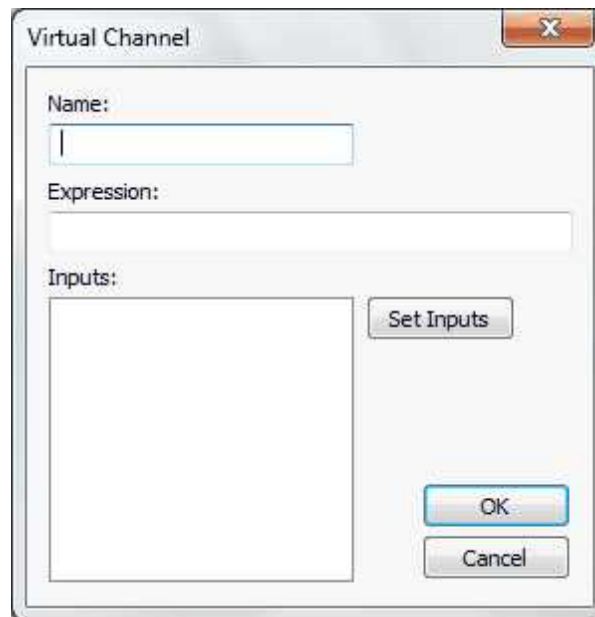 Virtual Channel
Name:
Expression:
Inputs:
Set Inputs
OK
Cancel